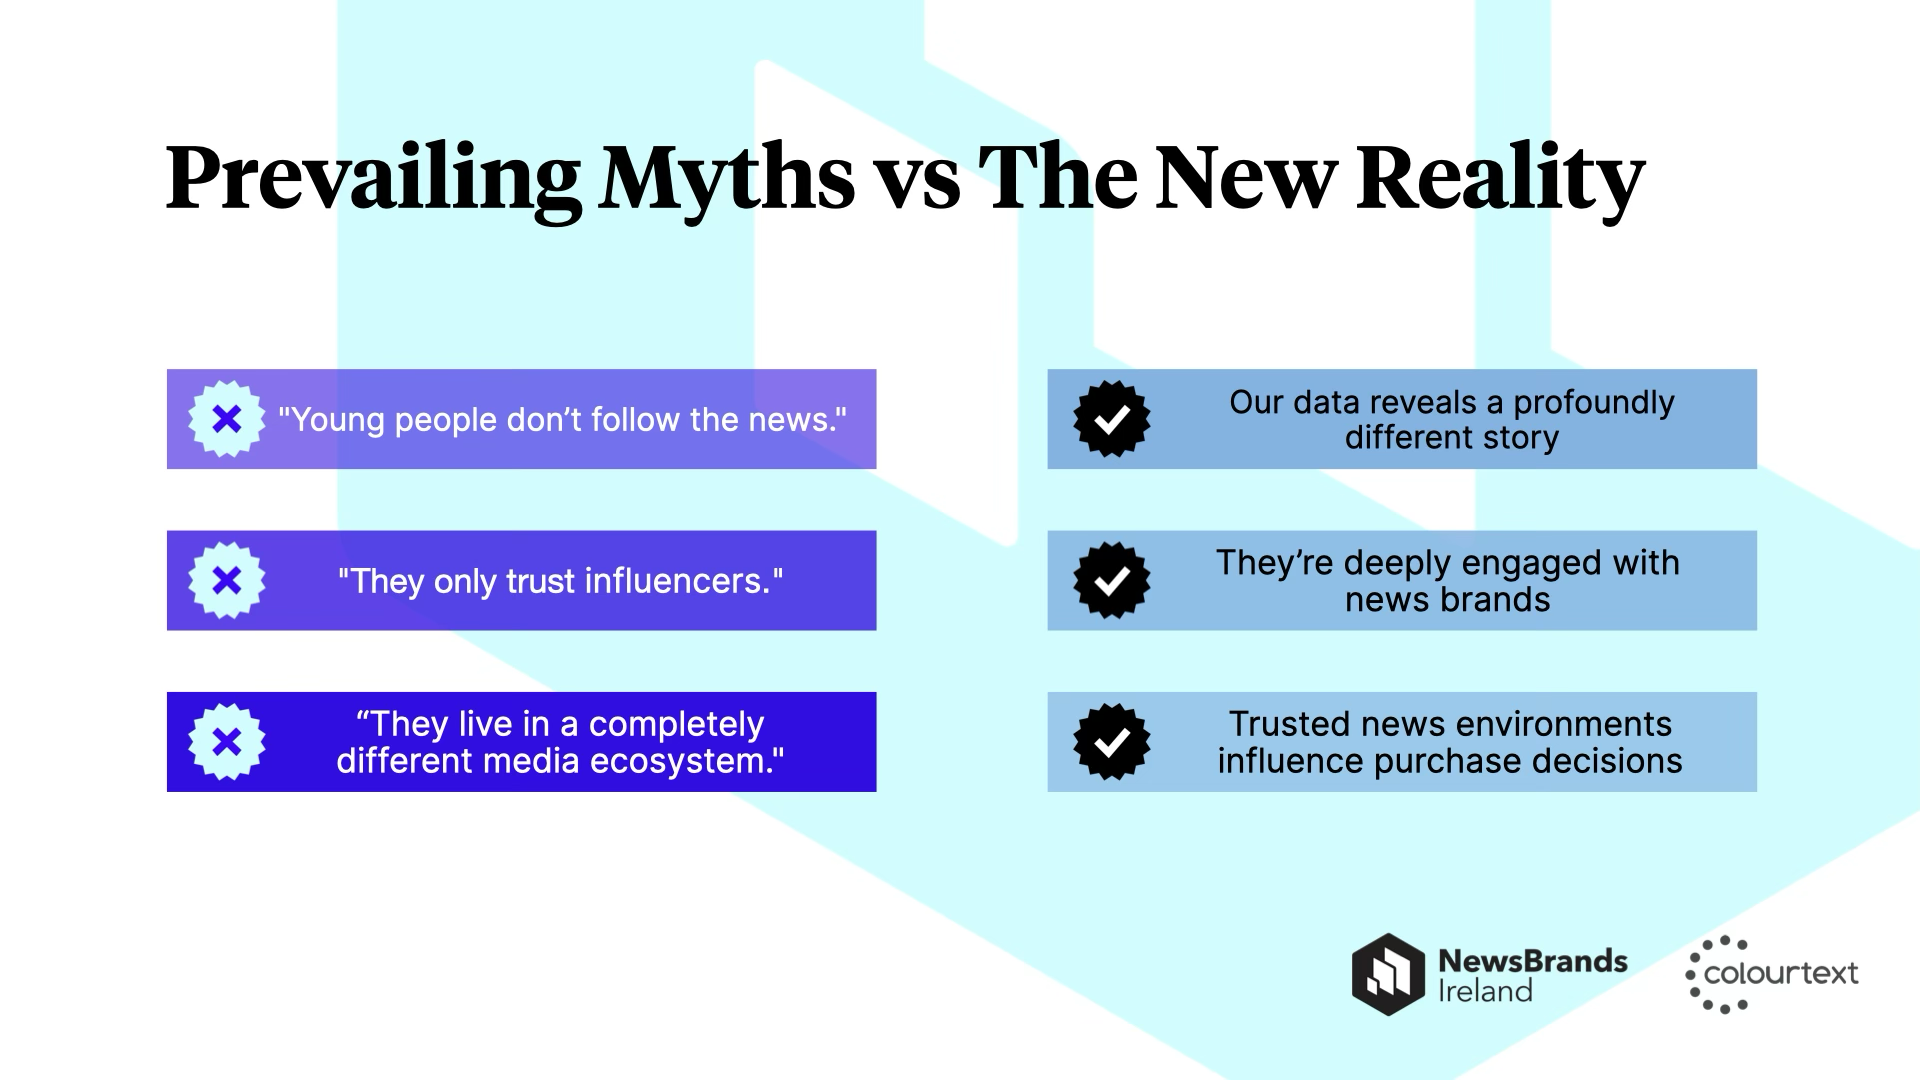 Prevailing Myths vs The New Reality
"Young people don’t follow the news."
Our data reveals a profoundly
different story
"They only trust influencers."
They’re deeply engaged with
news brands
“They live in a completely
different media ecosystem."
Trusted news environments
influence purchase decisions
NewsBrands
Ireland
colourtext